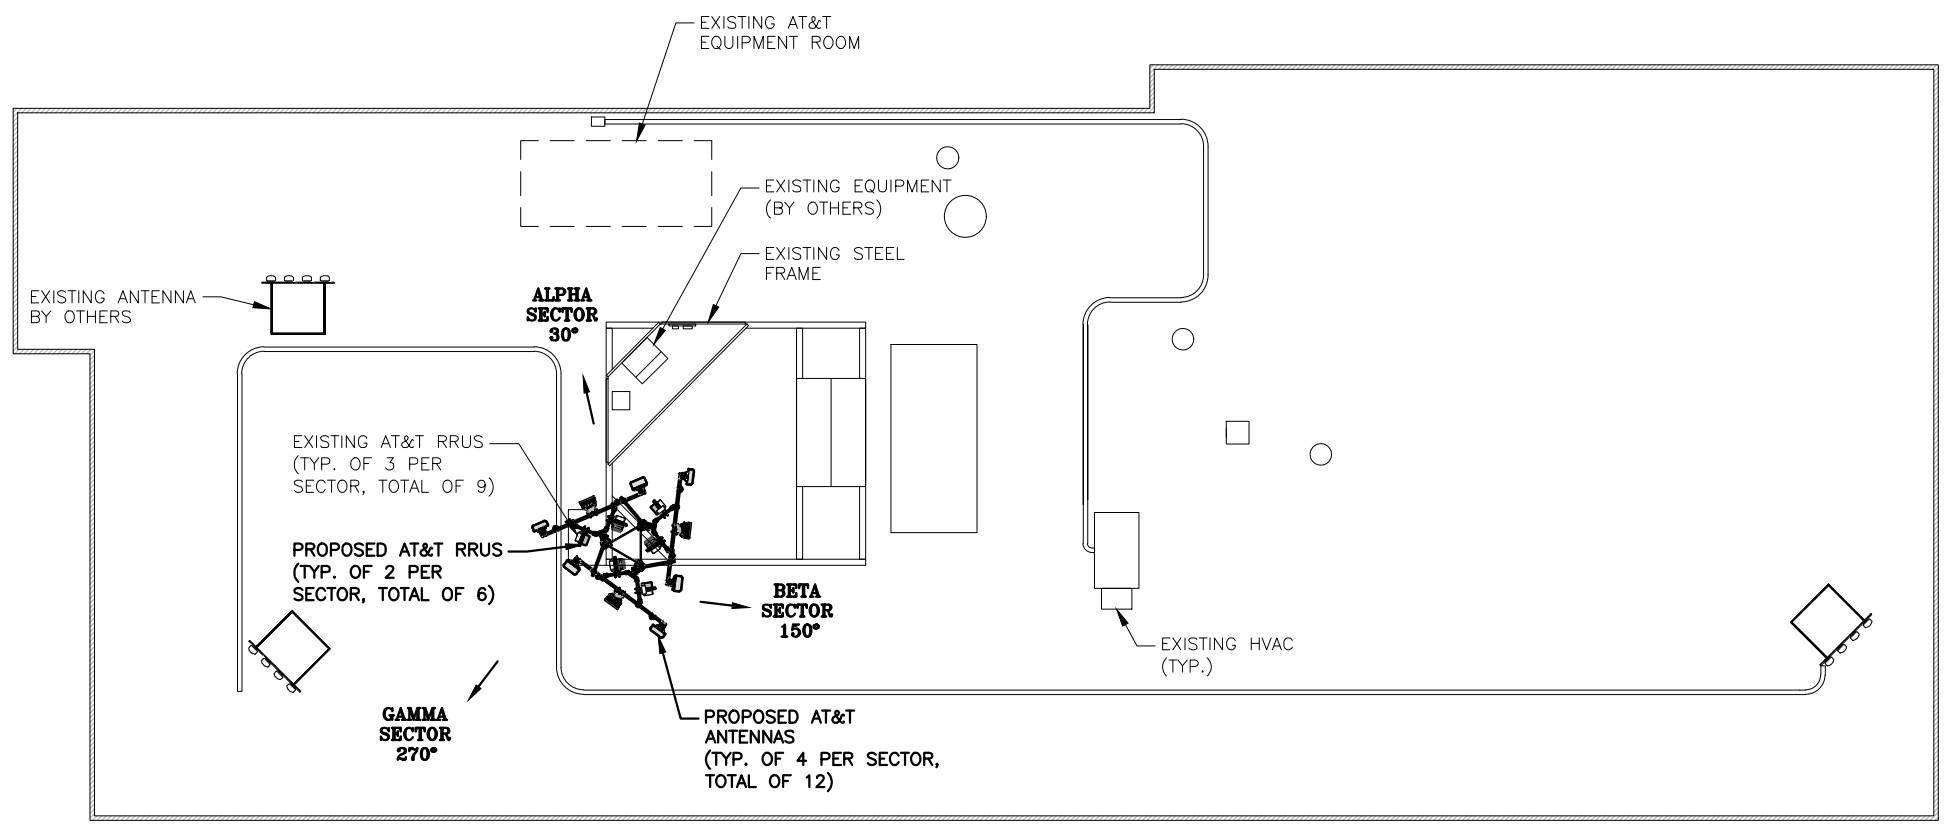 EXISTING AT&T
EQUIPMENT ROOM
EXISTING EQUIPMENT
(BY OTHERS)
EXISTING STEEL
FRAME
EXISTING ANTENNA
BY OTHERS
ALPHA
SECTOR
30°
EXISTING AT&T RRUS
(TYP. OF 3 PER
SECTOR, TOTAL OF 9)
PROPOSED AT&T RRUS
(TYP. OF 2 PER
SECTOR, TOTAL OF 6)
BETA
SECTOR
150°
EXISTING HVAC
(TYP.)
GAMMA
SECTOR
270°
PROPOSED AT&T
ANTENNAS
(TYP. OF 4 PER SECTOR,
TOTAL OF 12)